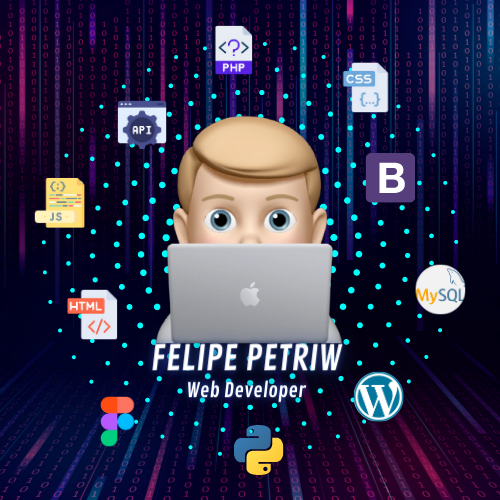 <?>
PHP
CSS
{...}
API
B
{:}
JS
MySQL
HTML
</>
FELIPE PETRIW
Web Developer
W